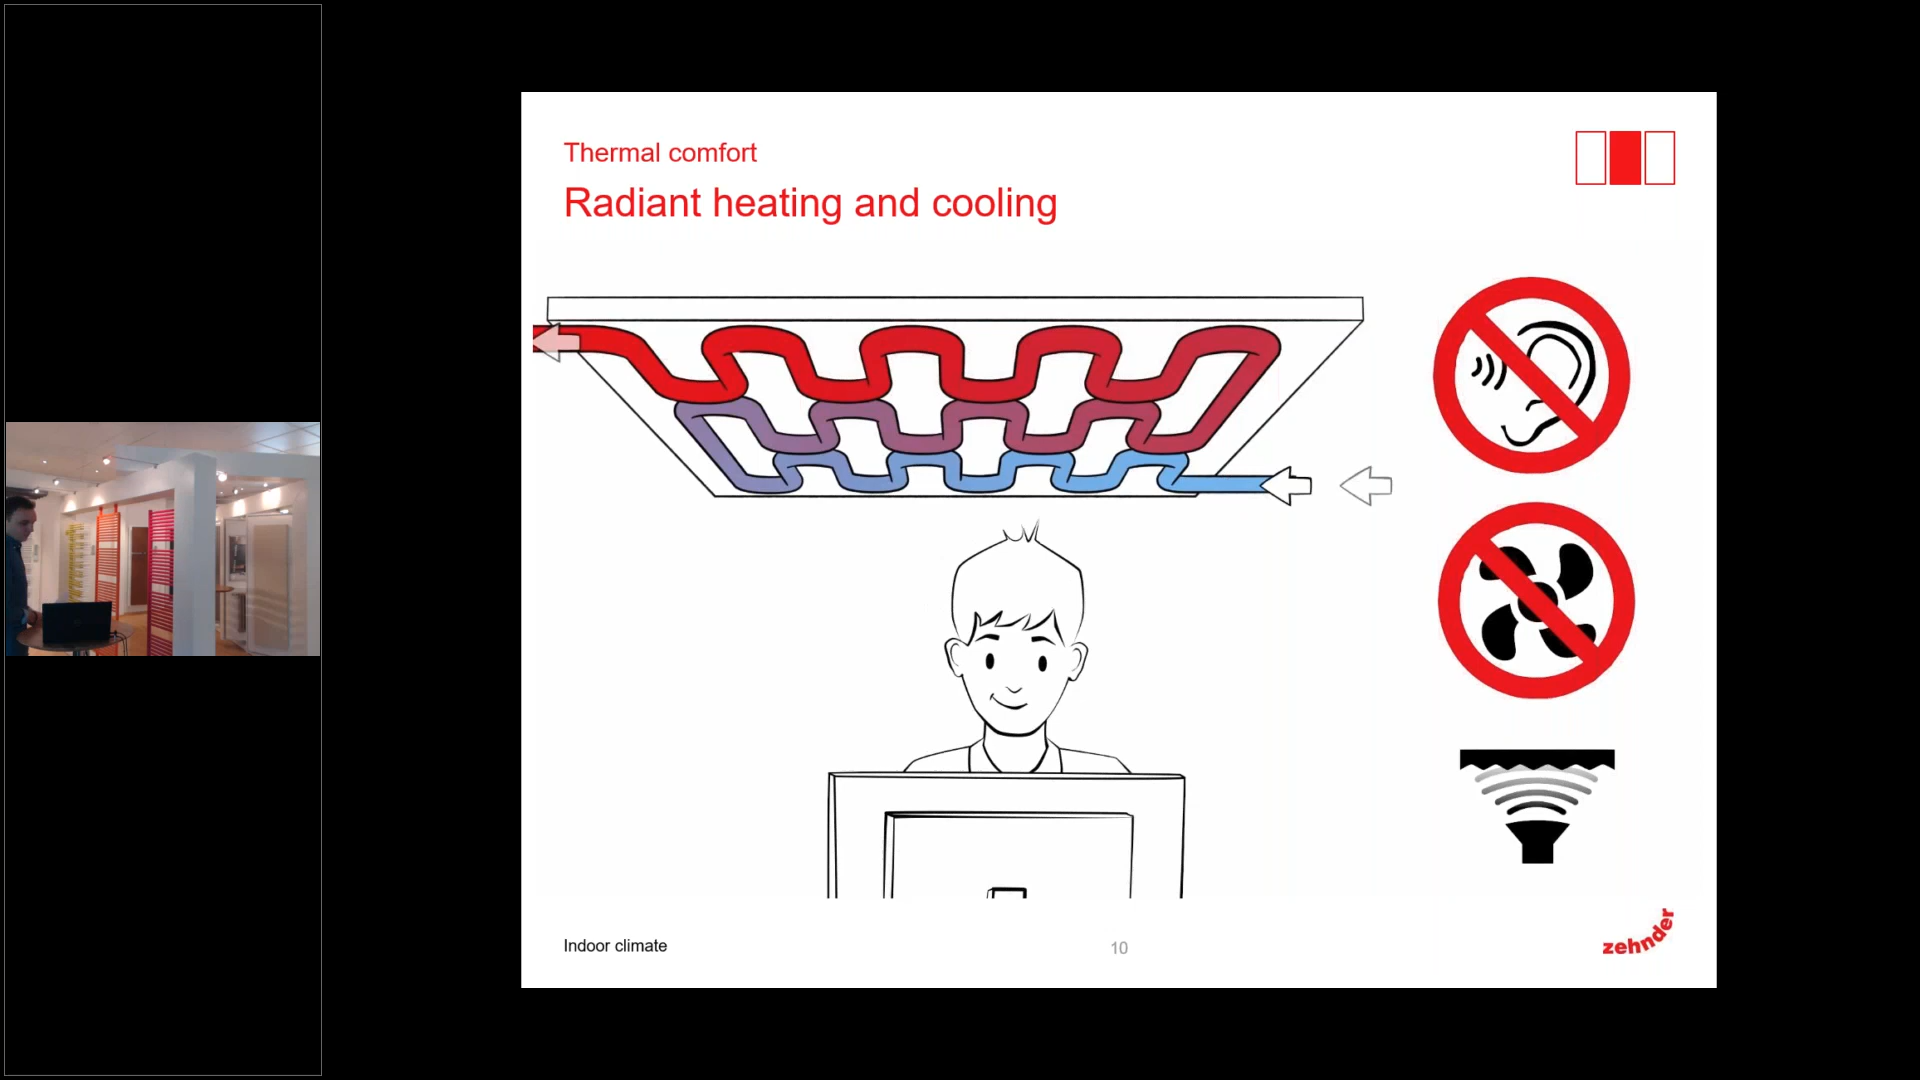 Thermal comfort
Radiant heating and cooling
Indoor climate
10
zehnder